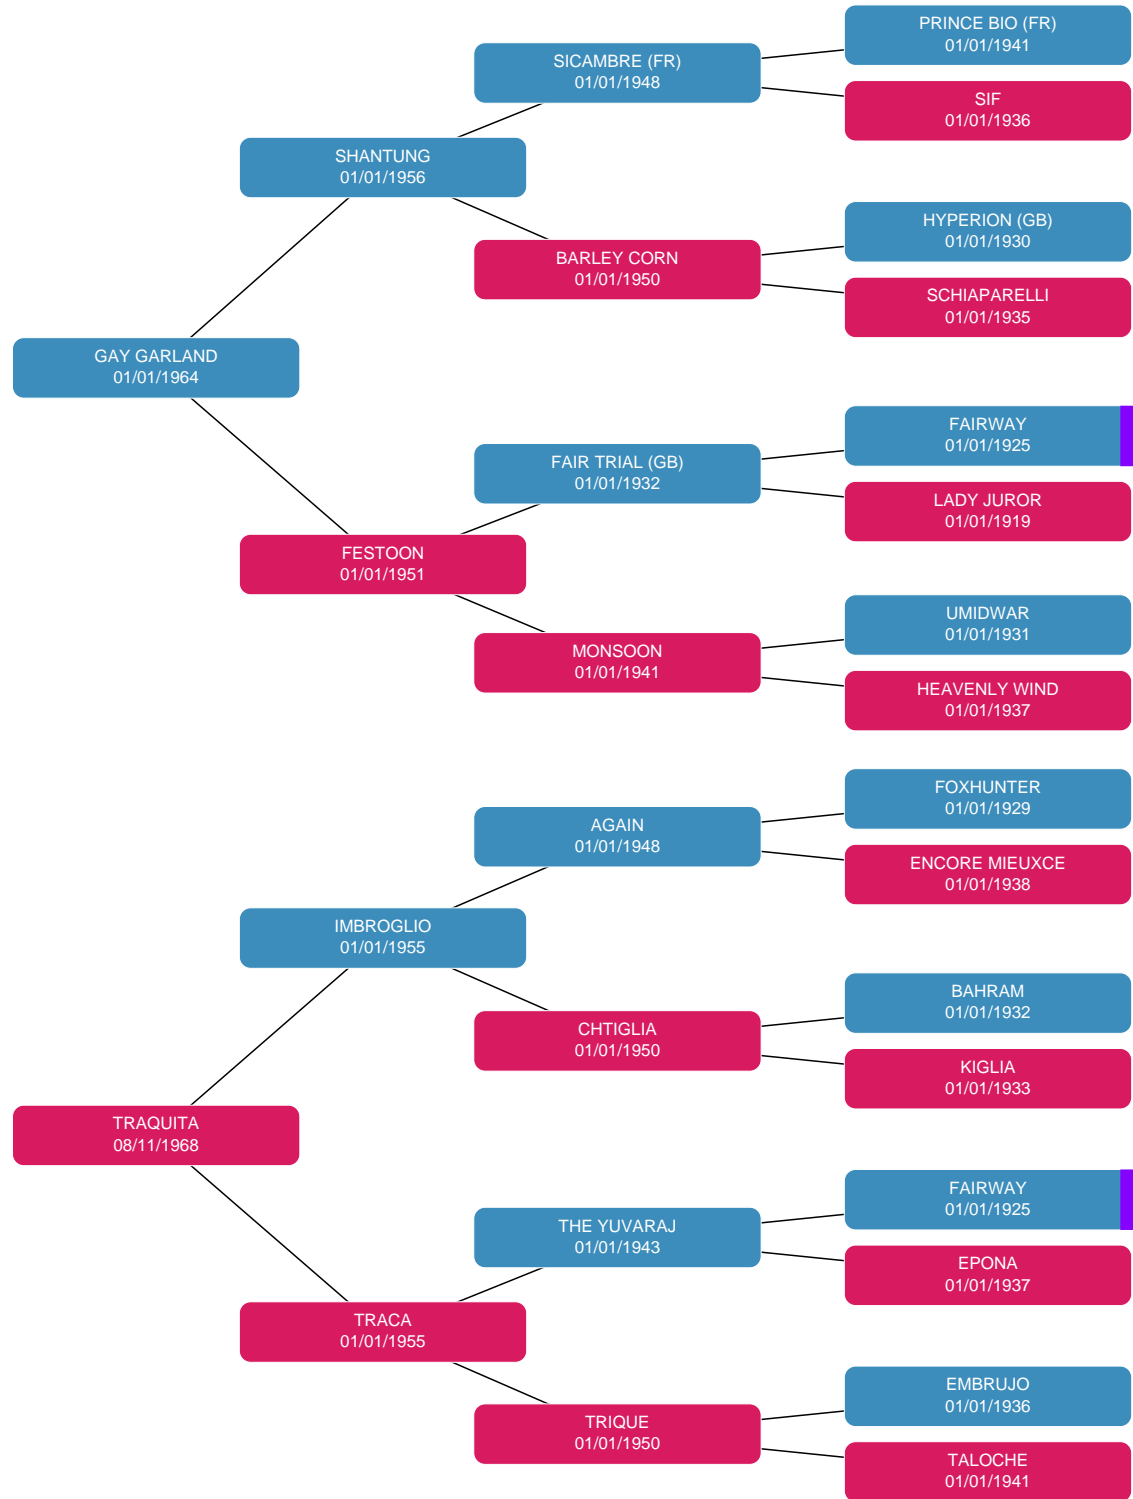 PRINCE BIO (FR)
01/01/1941
SICAMBRE (FR)
01/01/1948
SIF
01/01/1936
SHANTUNG
01/01/1956
HYPERION (GB)
01/01/1930
BARLEY CORN
01/01/1950
SCHIAPARELLI
01/01/1935
GAY GARLAND
01/01/1964
FAIRWAY
01/01/1925
FAIR TRIAL (GB)
01/01/1932
LADY JUROR
01/01/1919
FESTOON
01/01/1951
UMIDWAR
01/01/1931
MONSOON
01/01/1941
HEAVENLY WIND
01/01/1937
FOXHUNTER
01/01/1929
AGAIN
01/01/1948
ENCORE MIEUXCE
01/01/1938
IMBROGLIO
01/01/1955
BAHRAM
01/01/1932
CHTIGLIA
01/01/1950
KIGLIA
01/01/1933
TRAQUITA
08/11/1968
FAIRWAY
01/01/1925
THE YUVARAJ
01/01/1943
EPONA
01/01/1937
TRACA
01/01/1955
EMBRUJO
01/01/1936
TRIQUE
01/01/1950
TALOCHE
01/01/1941